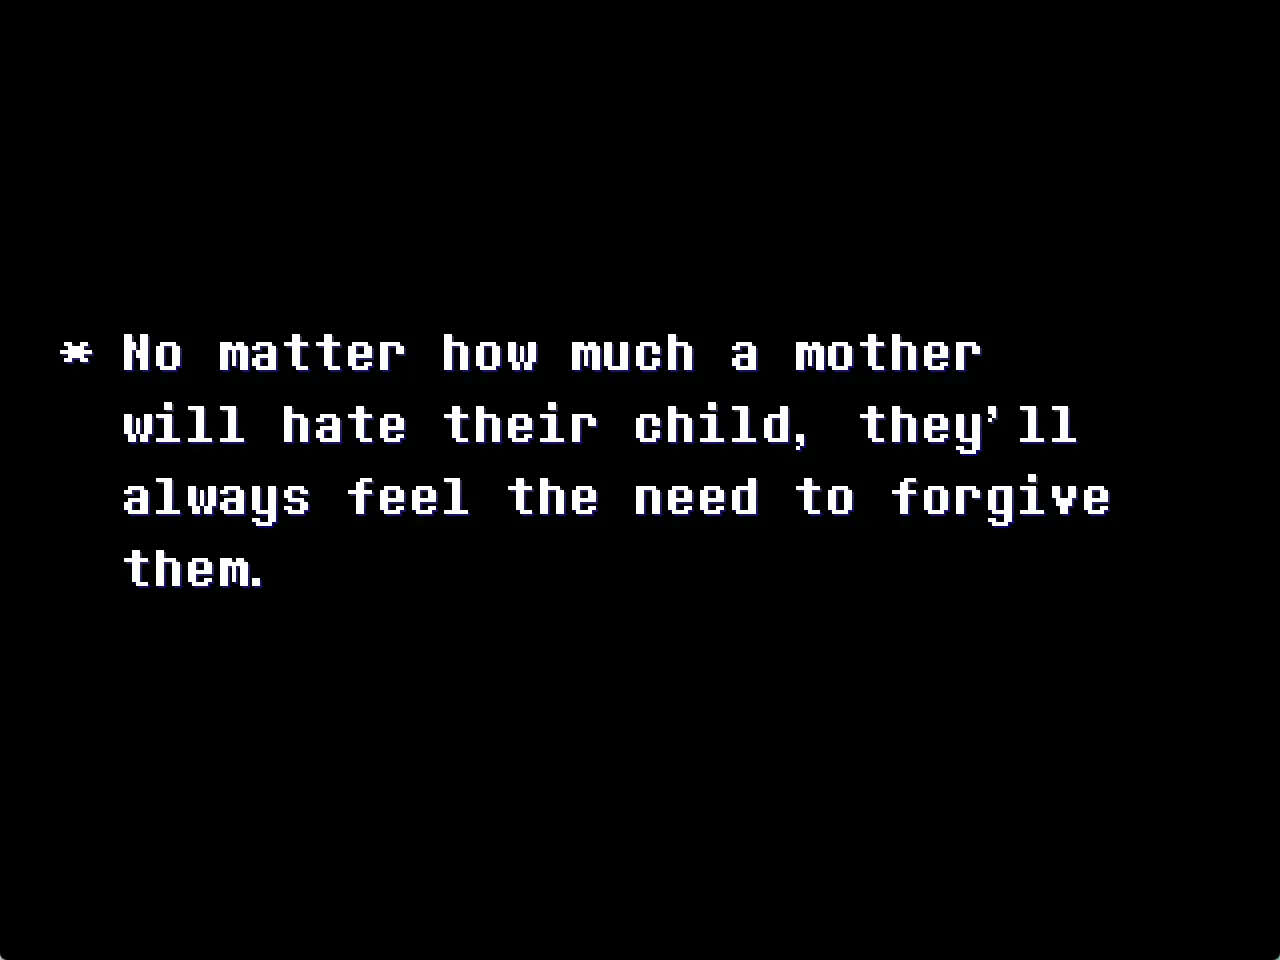 * No matter how much a mother
will hate their child, they'll
always feel the need to forgive
them.